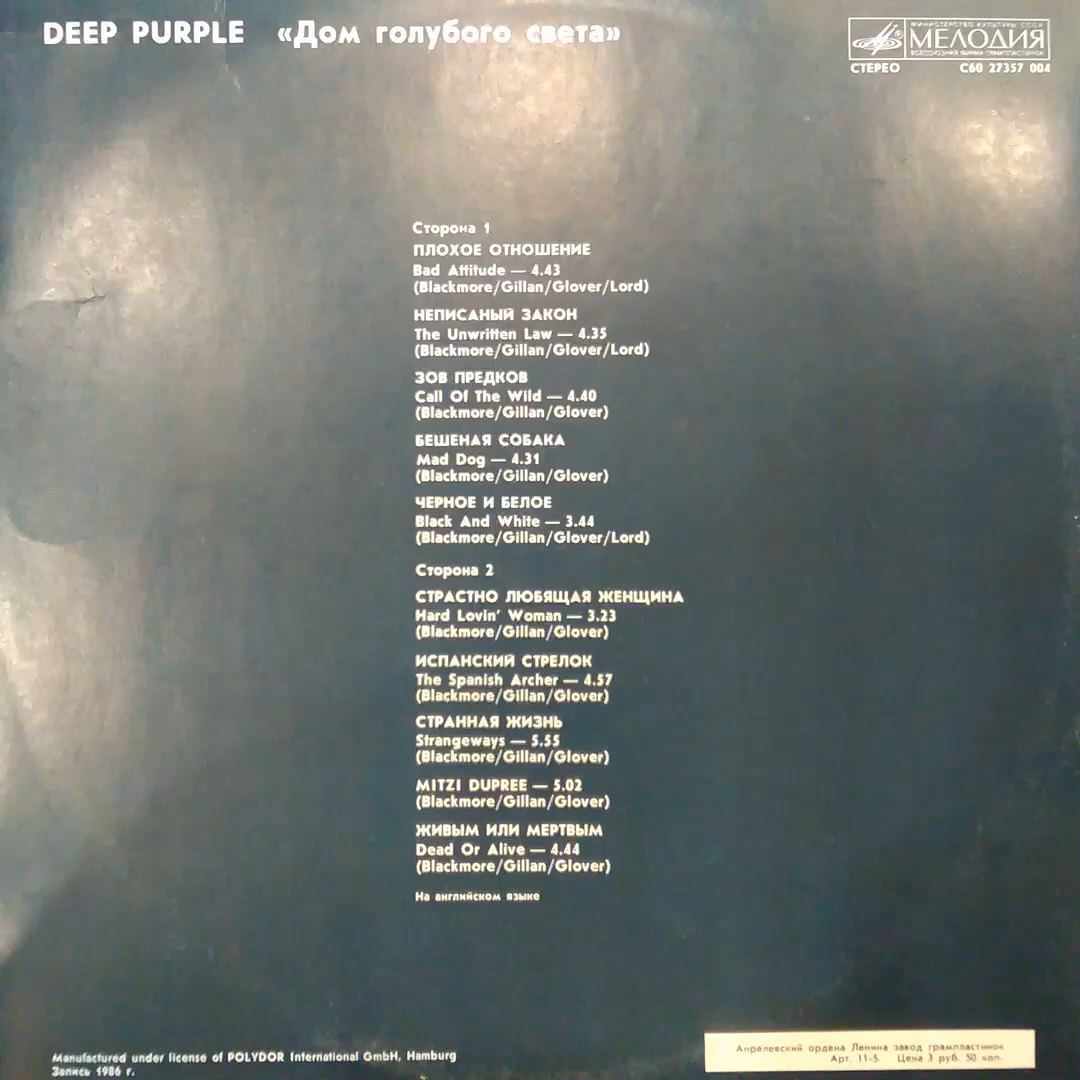 DEEP PURPLE «Дом голубого света»
МИНИСТЕРСТВО КУЛЬТУРЫ СССР
МЕЛОДИЯ
ВСЕСОЮЗНАЯ ФИРМА ГРАМПЛАСТИНОК
СТЕРЕО С60 27357 004
Сторона 1
ПЛОХОЕ ОТНОШЕНИЕ
Bad Attitude — 4.43
(Blackmore/Gillan/Glover/Lord)
НЕПИСАНЫЙ ЗАКОН
The Unwritten Law — 4.35
(Blackmore/Gillan/Glover/Lord)
ЗОВ ПРЕДКОВ
Call Of The Wild — 4.40
(Blackmore/Gillan/Glover)
БЕШЕНАЯ СОБАКА
Mad Dog — 4.31
(Blackmore/Gillan/Glover)
ЧЕРНОЕ И БЕЛОЕ
Black And White — 3.44
(Blackmore/Gillan/Glover/Lord)
Сторона 2
СТРАСТНО ЛЮБЯЩАЯ ЖЕНЩИНА
Hard Lovin' Woman — 3.23
(Blackmore/Gillan/Glover)
ИСПАНСКИЙ СТРЕЛОК
The Spanish Archer — 4.57
(Blackmore/Gillan/Glover)
СТРАННАЯ ЖИЗНЬ
Strangeways — 5.55
(Blackmore/Gillan/Glover)
MITZI DUPREE — 5.02
(Blackmore/Gillan/Glover)
ЖИВЫМ ИЛИ МЕРТВЫМ
Dead Or Alive — 4.44
(Blackmore/Gillan/Glover)
На английском языке
Manufactured under license of POLYDOR International GmbH, Hamburg
Запись 1986 г.
Апрелевский ордена Ленина завод грампластинок
Арт. 11-5. Цена 3 руб. 50 коп.